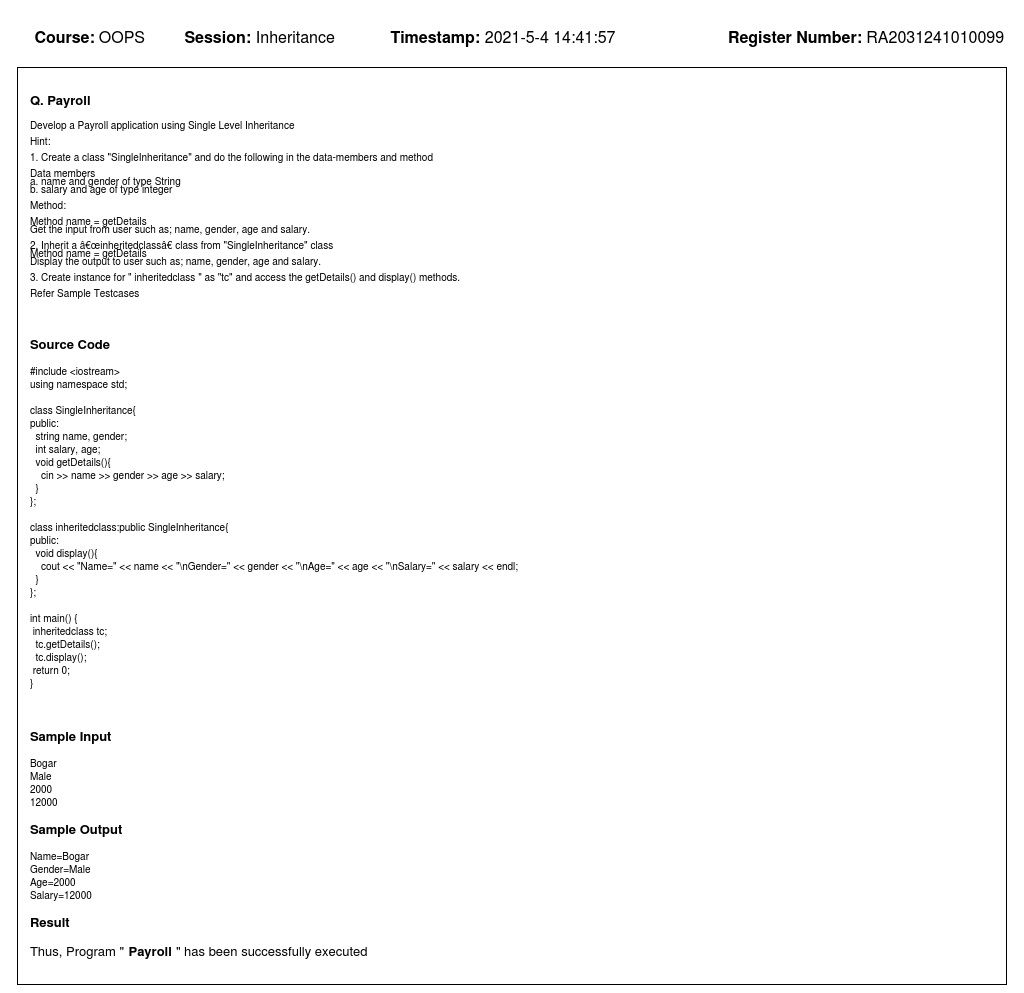 Course: OOPS Session: Inheritance Timestamp: 2021-5-4 14:41:57 Register Number: RA2031241010099
Q. Payroll
Develop a Payroll application using Single Level Inheritance
Hint:
1. Create a class "SingleInheritance" and do the following in the data-members and method
Data members
a. name and gender of type String
b. salary and age of type integer
Method:
Method name = getDetails
Get the input from user such as; name, gender, age and salary.
2. Inherit a â€œinheritedclassâ€ class from "SingleInheritance" class
Method name = getDetails
Display the output to user such as; name, gender, age and salary.
3. Create instance for " inheritedclass " as "tc" and access the getDetails() and display() methods.
Refer Sample Testcases
Source Code
#include <iostream>
using namespace std;
class SingleInheritance{
public:
string name, gender;
int salary, age;
void getDetails(){
cin >> name >> gender >> age >> salary;
}
};
class inheritedclass:public SingleInheritance{
public:
void display(){
cout << "Name=" << name << "\nGender=" << gender << "\nAge=" << age << "\nSalary=" << salary << endl;
}
};
int main() {
inheritedclass tc;
tc.getDetails();
tc.display();
return 0;
}
Sample Input
Bogar
Male
2000
12000
Sample Output
Name=Bogar
Gender=Male
Age=2000
Salary=12000
Result
Thus, Program " Payroll " has been successfully executed